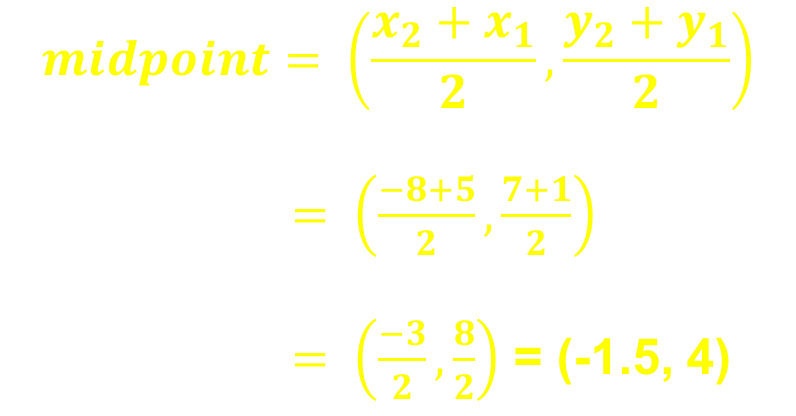 midpoint = (x₂ + x₁ / 2, y₂ + y₁ / 2)
= (−8+5 / 2, 7+1 / 2)
= (−3 / 2, 8 / 2) = (-1.5, 4)